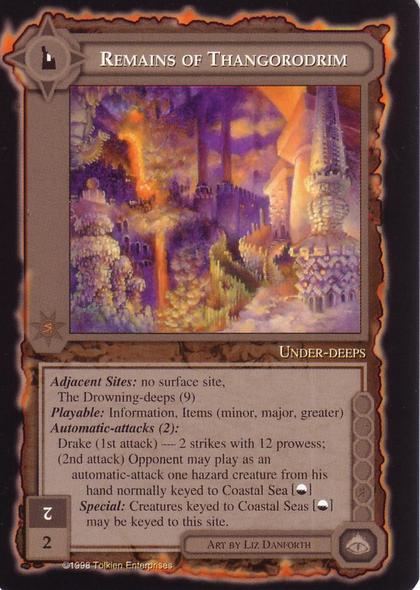 REMAINS OF THANGORODRIM
UNDER-DEEPS
Adjacent Sites: no surface site,
The Drowning-deeps (9)
Playable: Information, Items (minor, major, greater)
Automatic-attacks (2):
Drake (1st attack) — 2 strikes with 12 prowess;
(2nd attack) Opponent may play as
an automatic-attack one hazard creature from his
hand normally keyed to Coastal Sea []
Special: Creatures keyed to Coastal Seas []
may be keyed to this site.
2
2
ART BY LIZ DANFORTH
©1998 Tolkien Enterprises